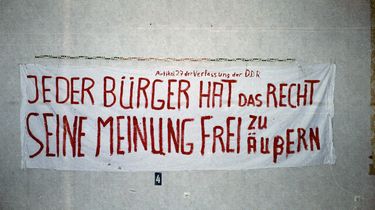 Artikel 27 der Verfassung der DDR
JEDER BÜRGER HAT DAS RECHT
SEINE MEINUNG FREI ZU ÄUßERN
4